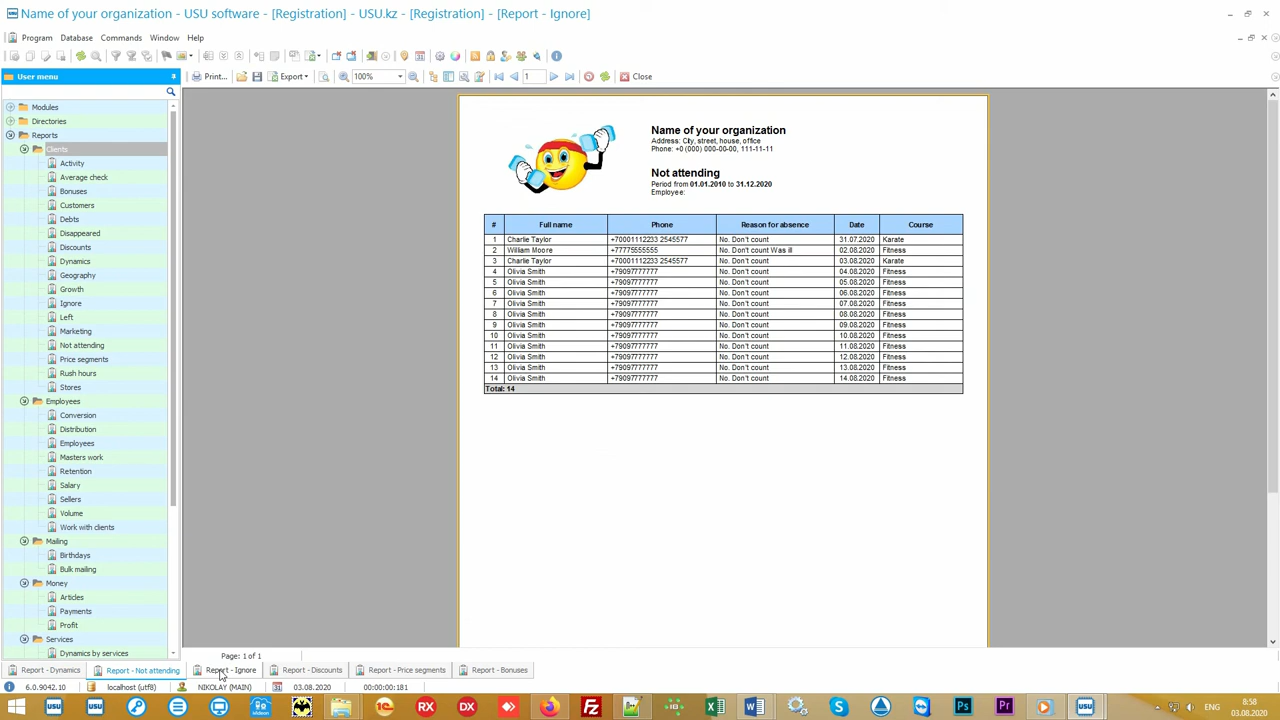 Name of your organization - USU software - [Registration] - USU.kz - [Registration] - [Report - Ignore]
Program Database Commands Window Help
User menu
Print... Export 100% 1 Close
Modules
Directories
Reports
Clients
Activity
Average check
Bonuses
Customers
Debts
Disappeared
Discounts
Dynamics
Geography
Growth
Ignore
Left
Marketing
Not attending
Price segments
Rush hours
Stores
Employees
Conversion
Distribution
Employees
Masters work
Retention
Salary
Sellers
Volume
Work with clients
Mailing
Birthdays
Bulk mailing
Money
Articles
Payments
Profit
Services
Dynamics by services
Name of your organization
Address: City, street, house, office
Phone: +0 (000) 000-00-00, 111-11-11
Not attending
Period from 01.01.2010 to 31.12.2020
Employee:
# Full name Phone Reason for absence Date Course
1 Charlie Taylor +70001112233 2545577 No. Don't count 31.07.2020 Karate
2 William Moore +77775555555 No. Don't count Was ill 02.08.2020 Fitness
3 Charlie Taylor +70001112233 2545577 No. Don't count 03.08.2020 Karate
4 Olivia Smith +79097777777 No. Don't count 04.08.2020 Fitness
5 Olivia Smith +79097777777 No. Don't count 05.08.2020 Fitness
6 Olivia Smith +79097777777 No. Don't count 06.08.2020 Fitness
7 Olivia Smith +79097777777 No. Don't count 07.08.2020 Fitness
8 Olivia Smith +79097777777 No. Don't count 08.08.2020 Fitness
9 Olivia Smith +79097777777 No. Don't count 09.08.2020 Fitness
10 Olivia Smith +79097777777 No. Don't count 10.08.2020 Fitness
11 Olivia Smith +79097777777 No. Don't count 11.08.2020 Fitness
12 Olivia Smith +79097777777 No. Don't count 12.08.2020 Fitness
13 Olivia Smith +79097777777 No. Don't count 13.08.2020 Fitness
14 Olivia Smith +79097777777 No. Don't count 14.08.2020 Fitness
Total: 14
Page: 1 of 1
Report - Dynamics Report - Not attending Report - Ignore Report - Discounts Report - Price segments Report - Bonuses
6.0.9042.10 localhost (utf8) NIKOLAY (MAIN) 03.08.2020 00:00:00:181
USU USU RX DX Ps Pr USU ENG 8:58
03.08.2020